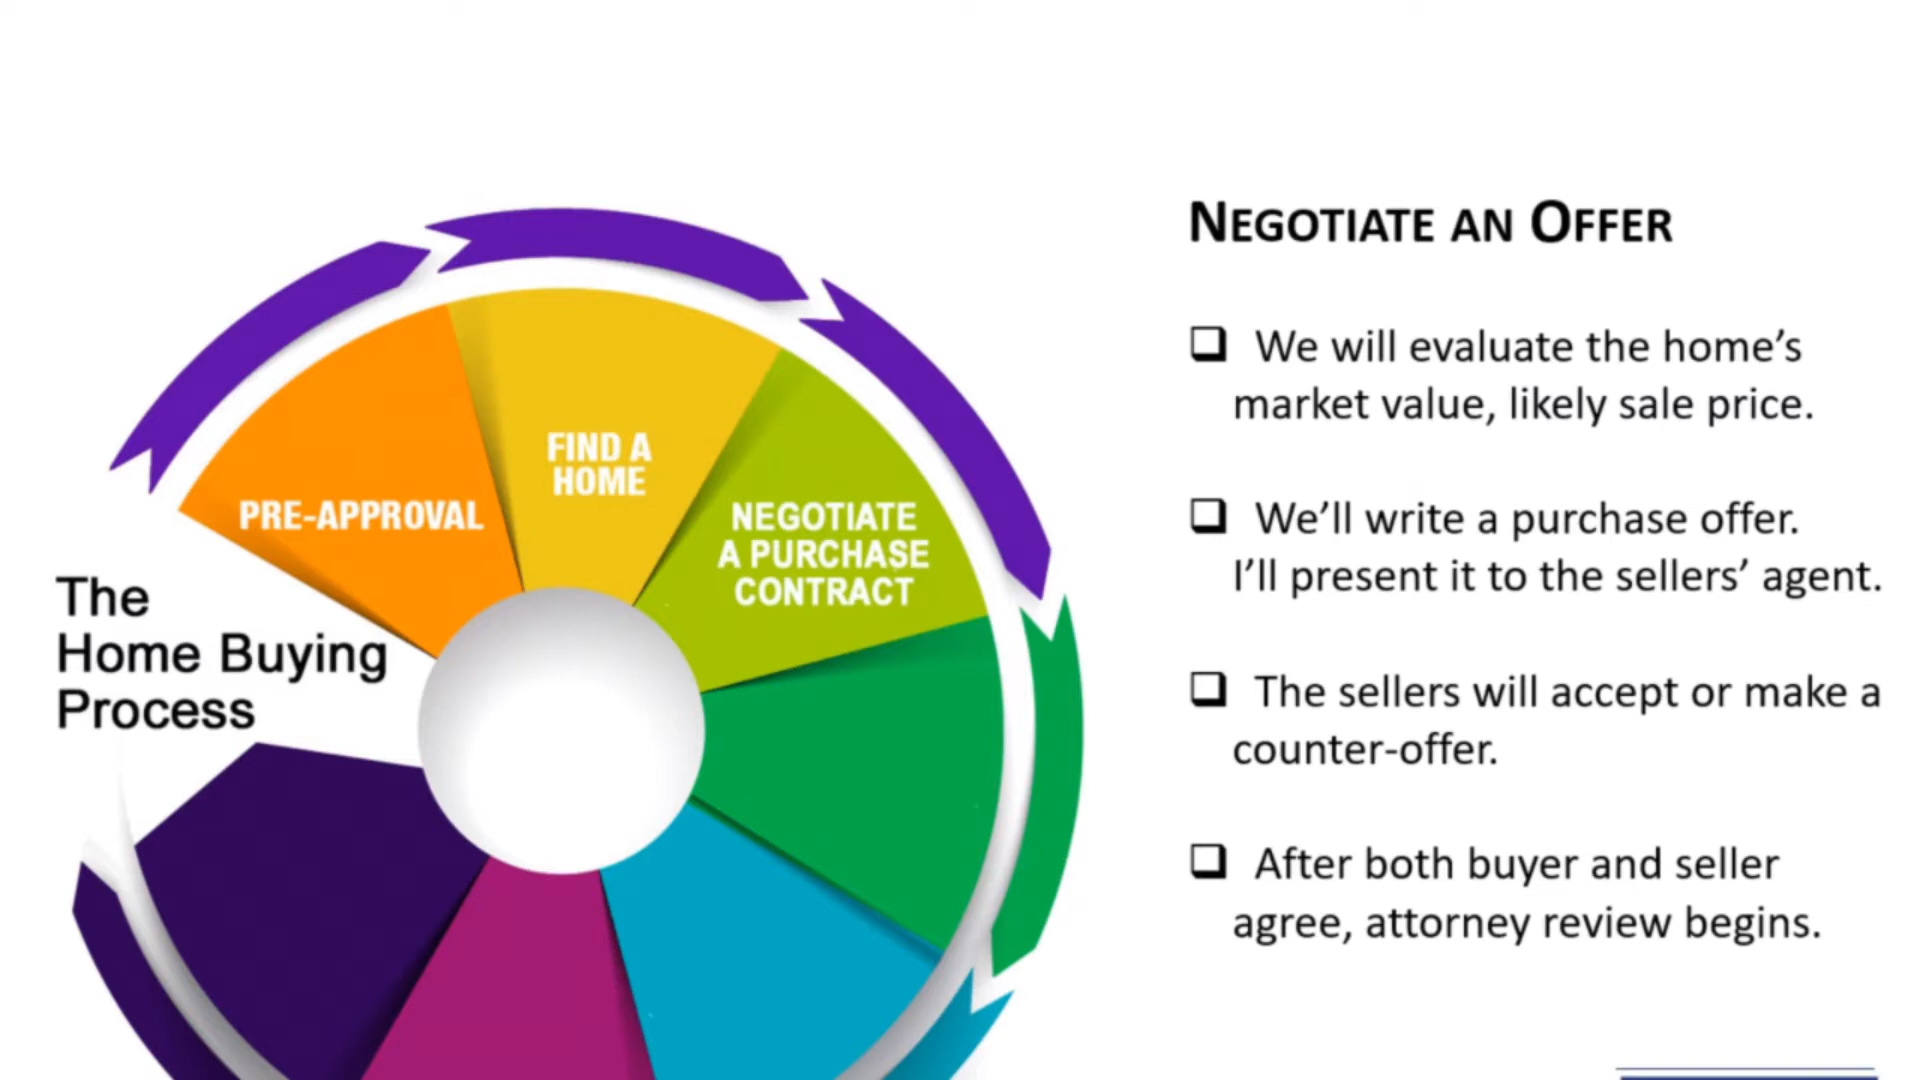 NEGOTIATE AN OFFER
FIND A
HOME
PRE-APPROVAL
NEGOTIATE
A PURCHASE
CONTRACT
The
Home Buying
Process
We will evaluate the home’s
market value, likely sale price.
We’ll write a purchase offer.
I’ll present it to the sellers’ agent.
The sellers will accept or make a
counter-offer.
After both buyer and seller
agree, attorney review begins.